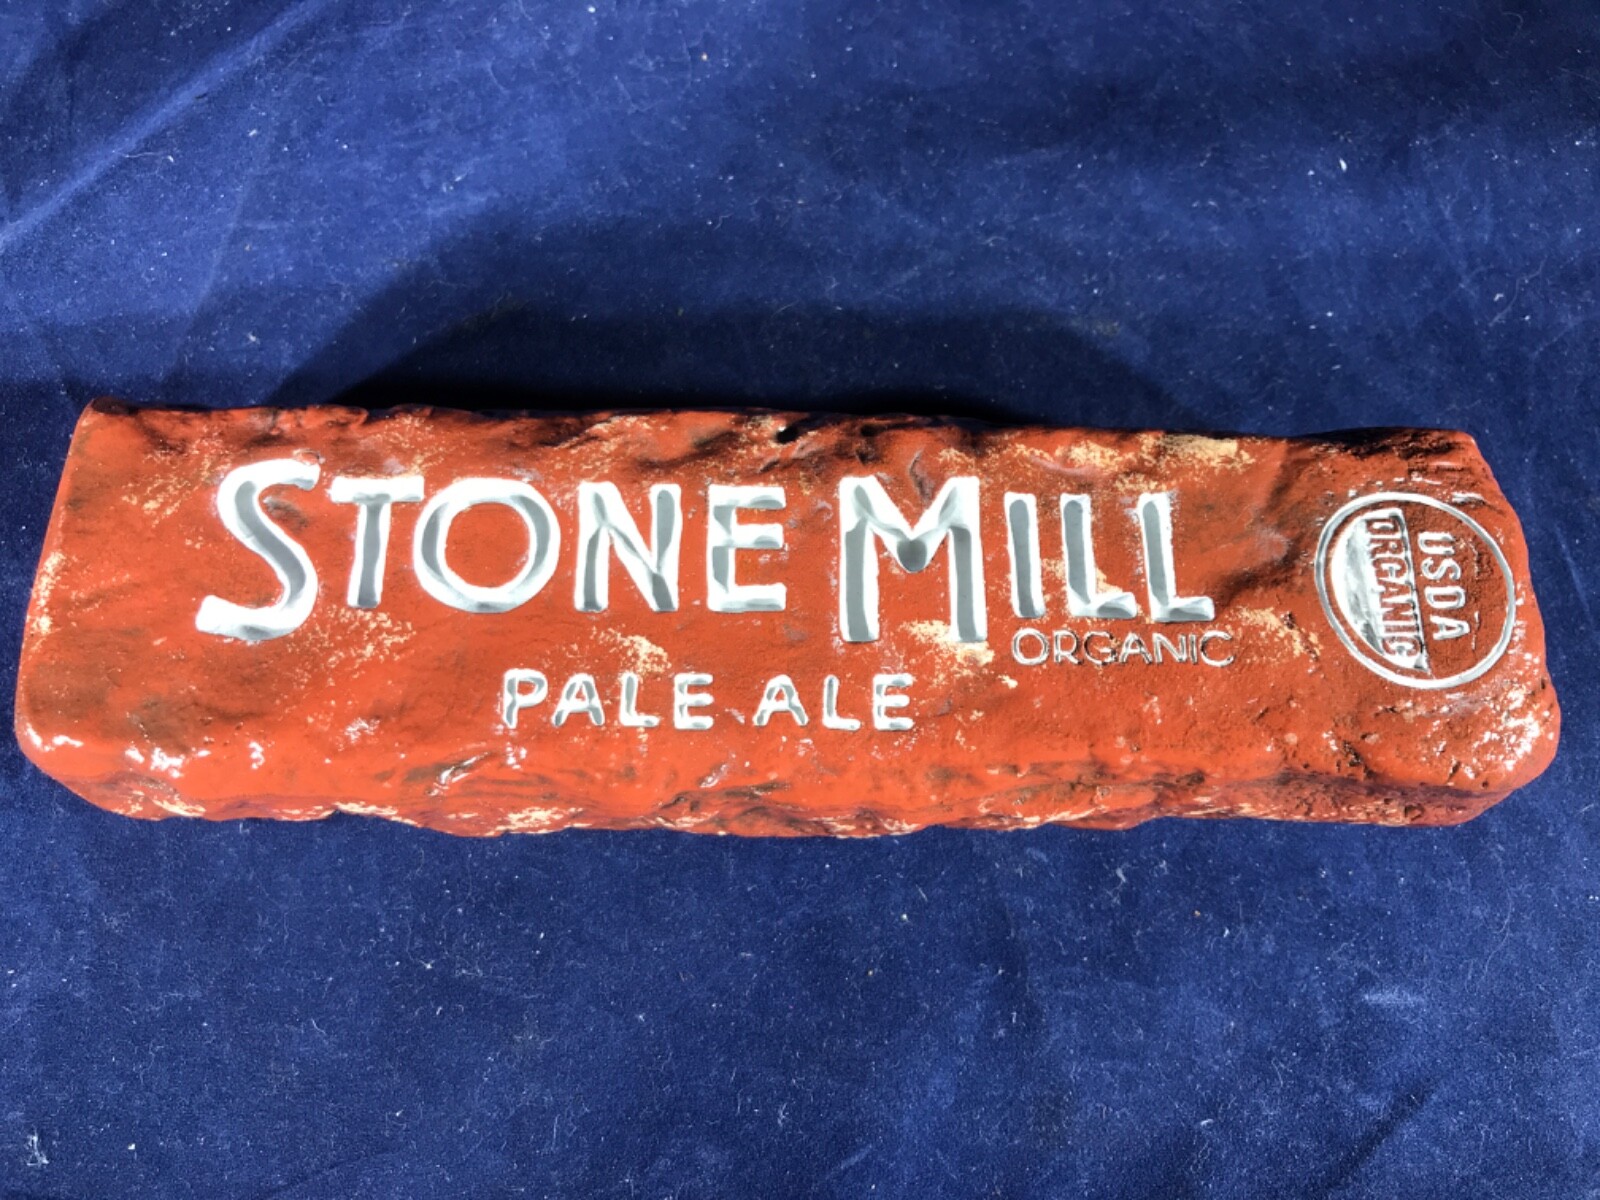 STONE MILL
ORGANIC
PALE ALE
USDA
ORGANIC